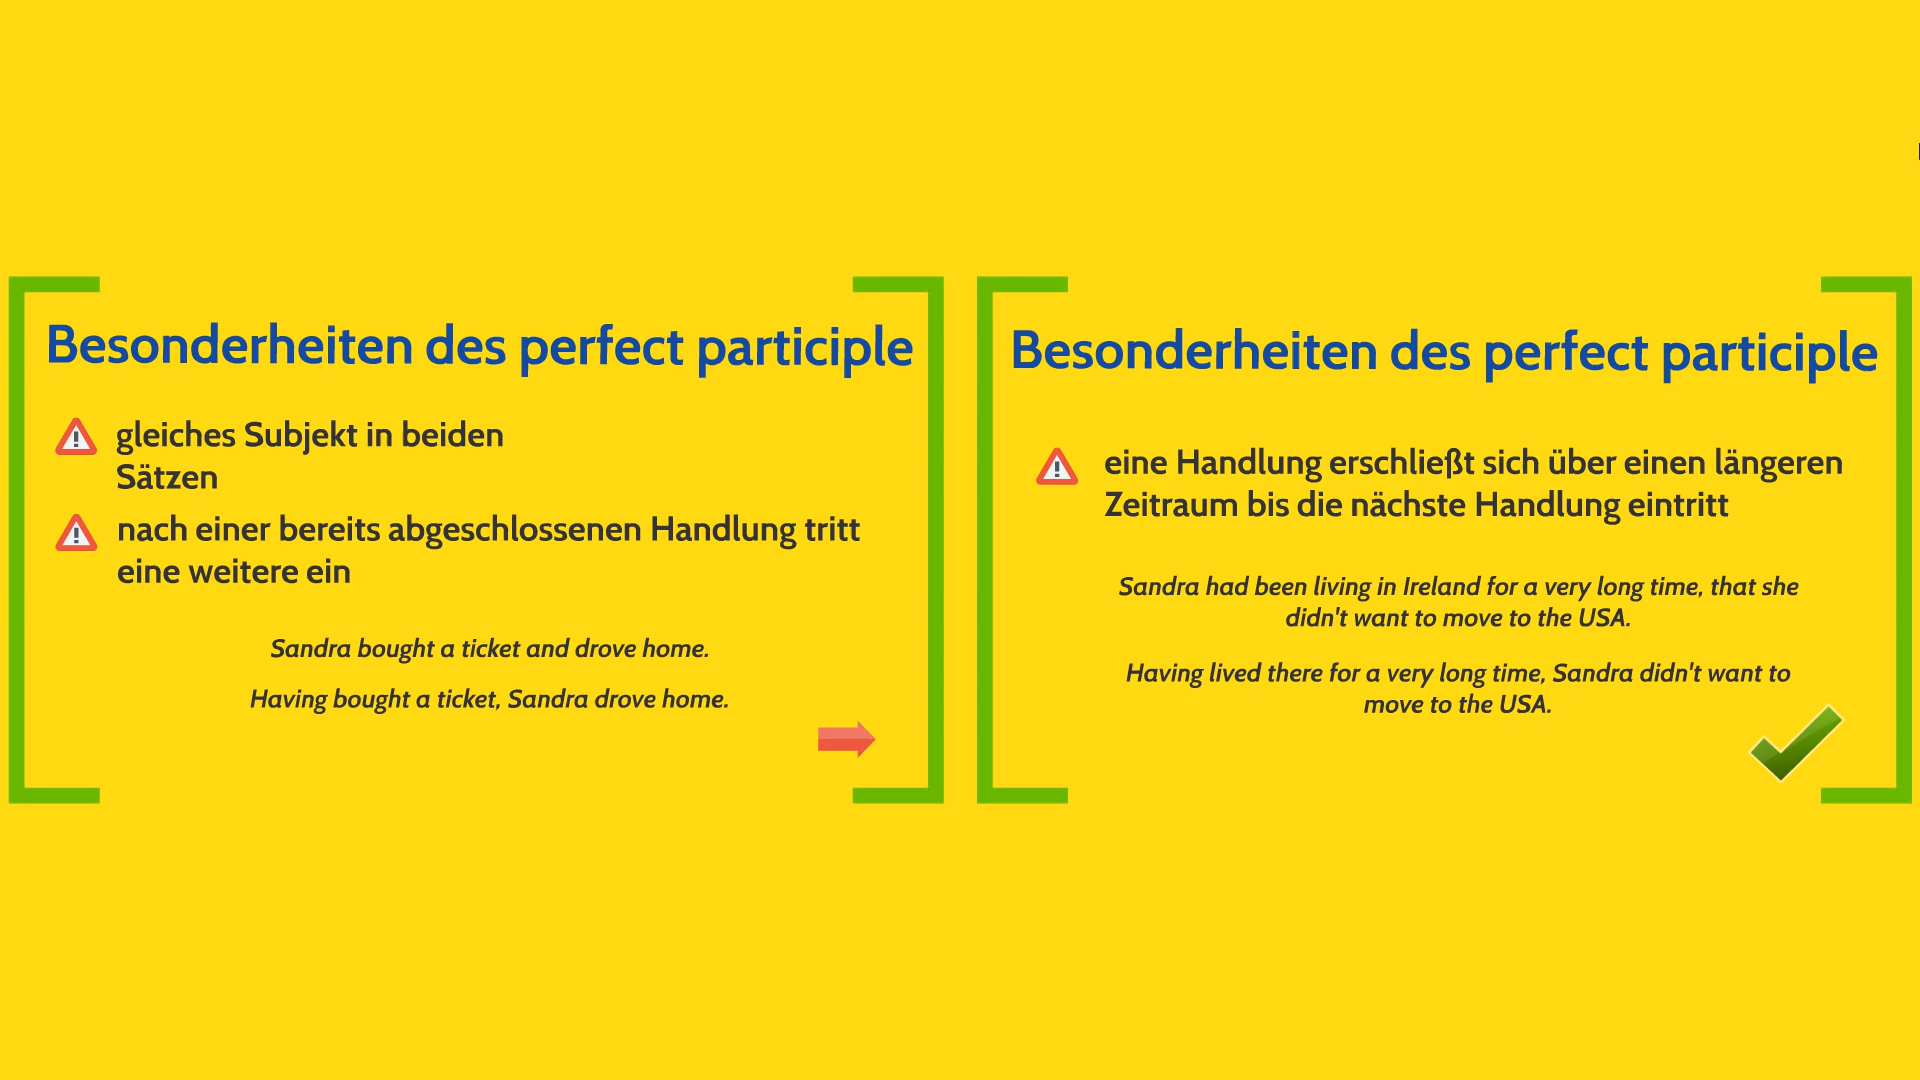 Besonderheiten des perfect participle
gleiches Subjekt in beiden
Sätzen
nach einer bereits abgeschlossenen Handlung tritt
eine weitere ein
Sandra bought a ticket and drove home.
Having bought a ticket, Sandra drove home.
Besonderheiten des perfect participle
eine Handlung erschließt sich über einen längeren
Zeitraum bis die nächste Handlung eintritt
Sandra had been living in Ireland for a very long time, that she
didn't want to move to the USA.
Having lived there for a very long time, Sandra didn't want to
move to the USA.